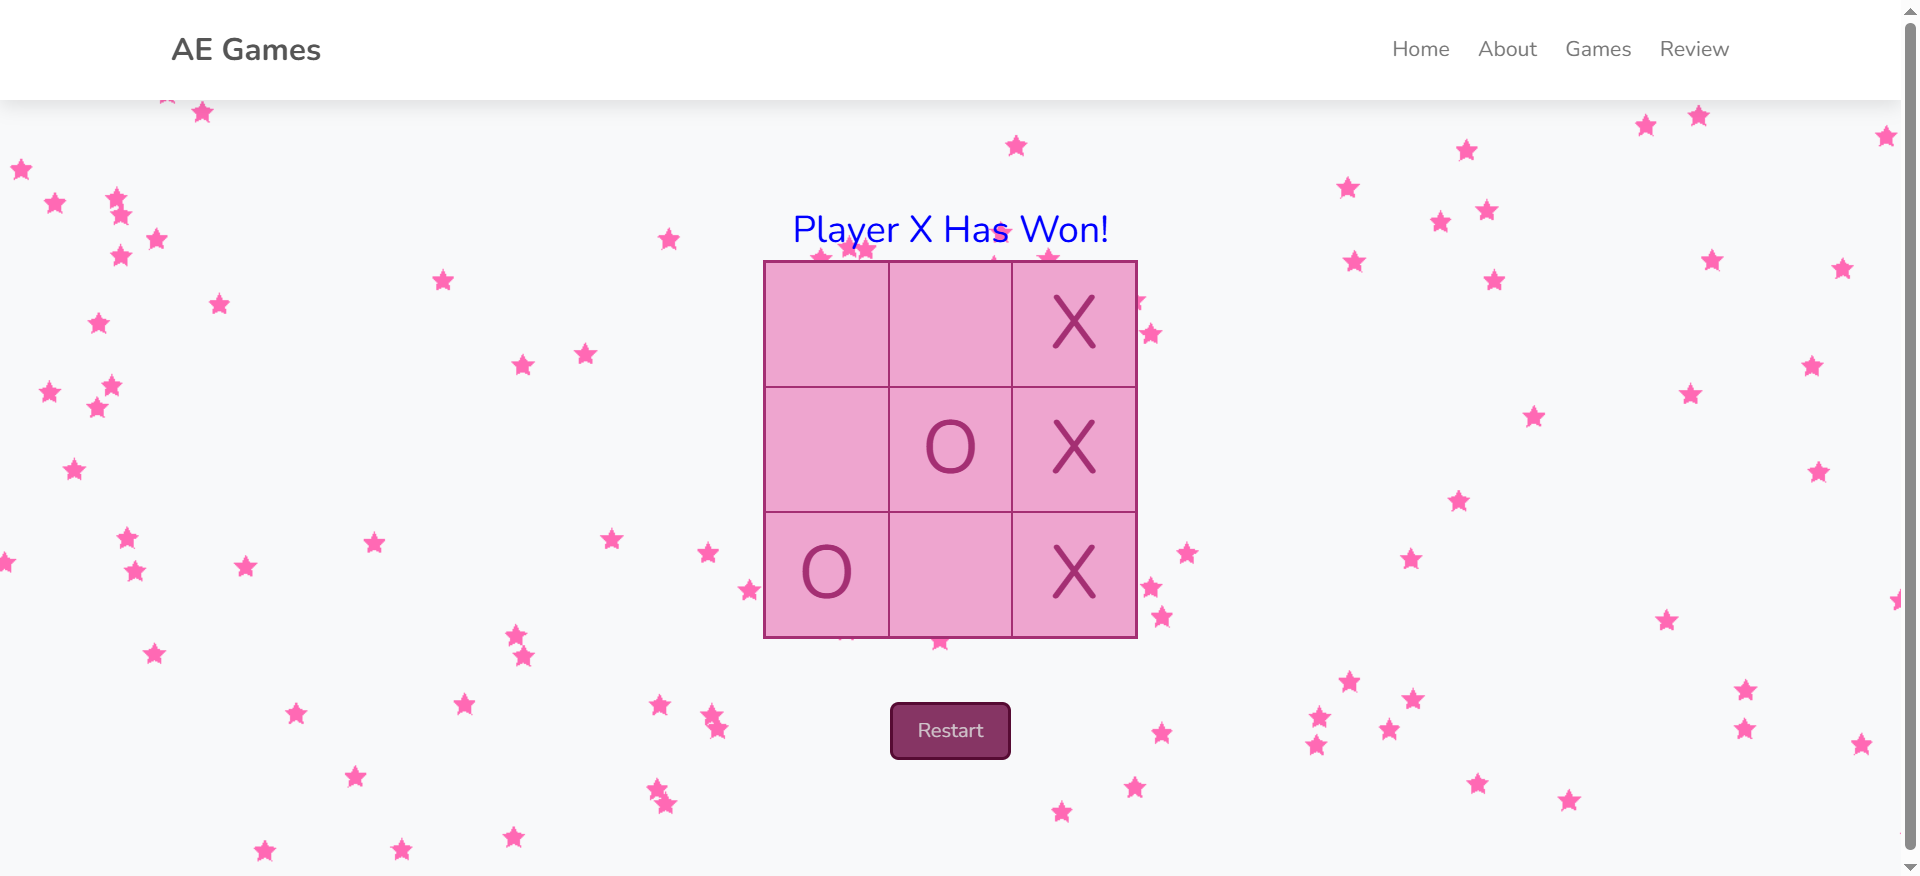 AE Games
Home About Games Review
Player X Has Won!
X
O X
O X
Restart